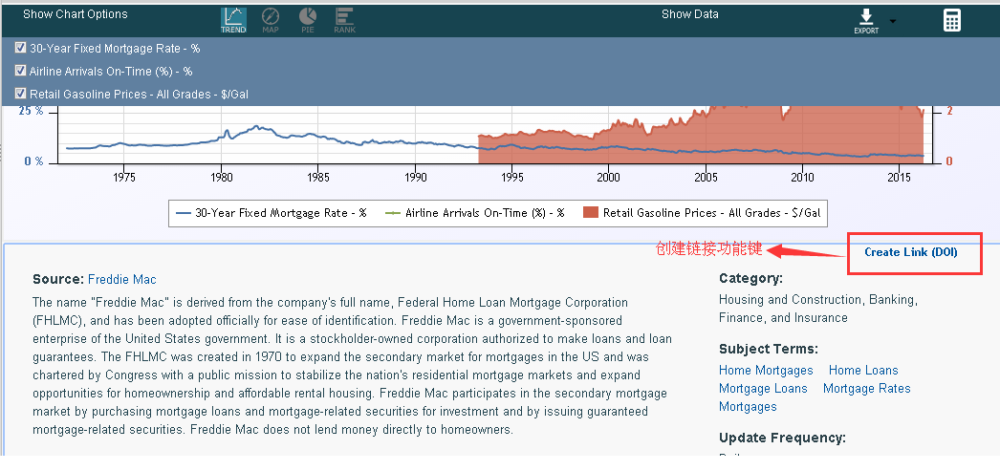 Show Chart Options
TREND
MAP
PIE
RANK
Show Data
EXPORT
30-Year Fixed Mortgage Rate - %
Airline Arrivals On-Time (%) - %
Retail Gasoline Prices - All Grades - $/Gal
25 %
2
0 %
0
1975 1980 1985 1990 1995 2000 2005 2010 2015
30-Year Fixed Mortgage Rate - % Airline Arrivals On-Time (%) - % Retail Gasoline Prices - All Grades - $/Gal
创建链接功能键
Create Link (DOI)
Source: Freddie Mac
The name "Freddie Mac" is derived from the company's full name, Federal Home Loan Mortgage Corporation
(FHLMC), and has been adopted officially for ease of identification. Freddie Mac is a government-sponsored
enterprise of the United States government. It is a stockholder-owned corporation authorized to make loans and loan
guarantees. The FHLMC was created in 1970 to expand the secondary market for mortgages in the US and was
chartered by Congress with a public mission to stabilize the nation's residential mortgage markets and expand
opportunities for homeownership and affordable rental housing. Freddie Mac participates in the secondary mortgage
market by purchasing mortgage loans and mortgage-related securities for investment and by issuing guaranteed
mortgage-related securities. Freddie Mac does not lend money directly to homeowners.
Category:
Housing and Construction, Banking,
Finance, and Insurance
Subject Terms:
Home Mortgages Home Loans
Mortgage Loans Mortgage Rates
Mortgages
Update Frequency: